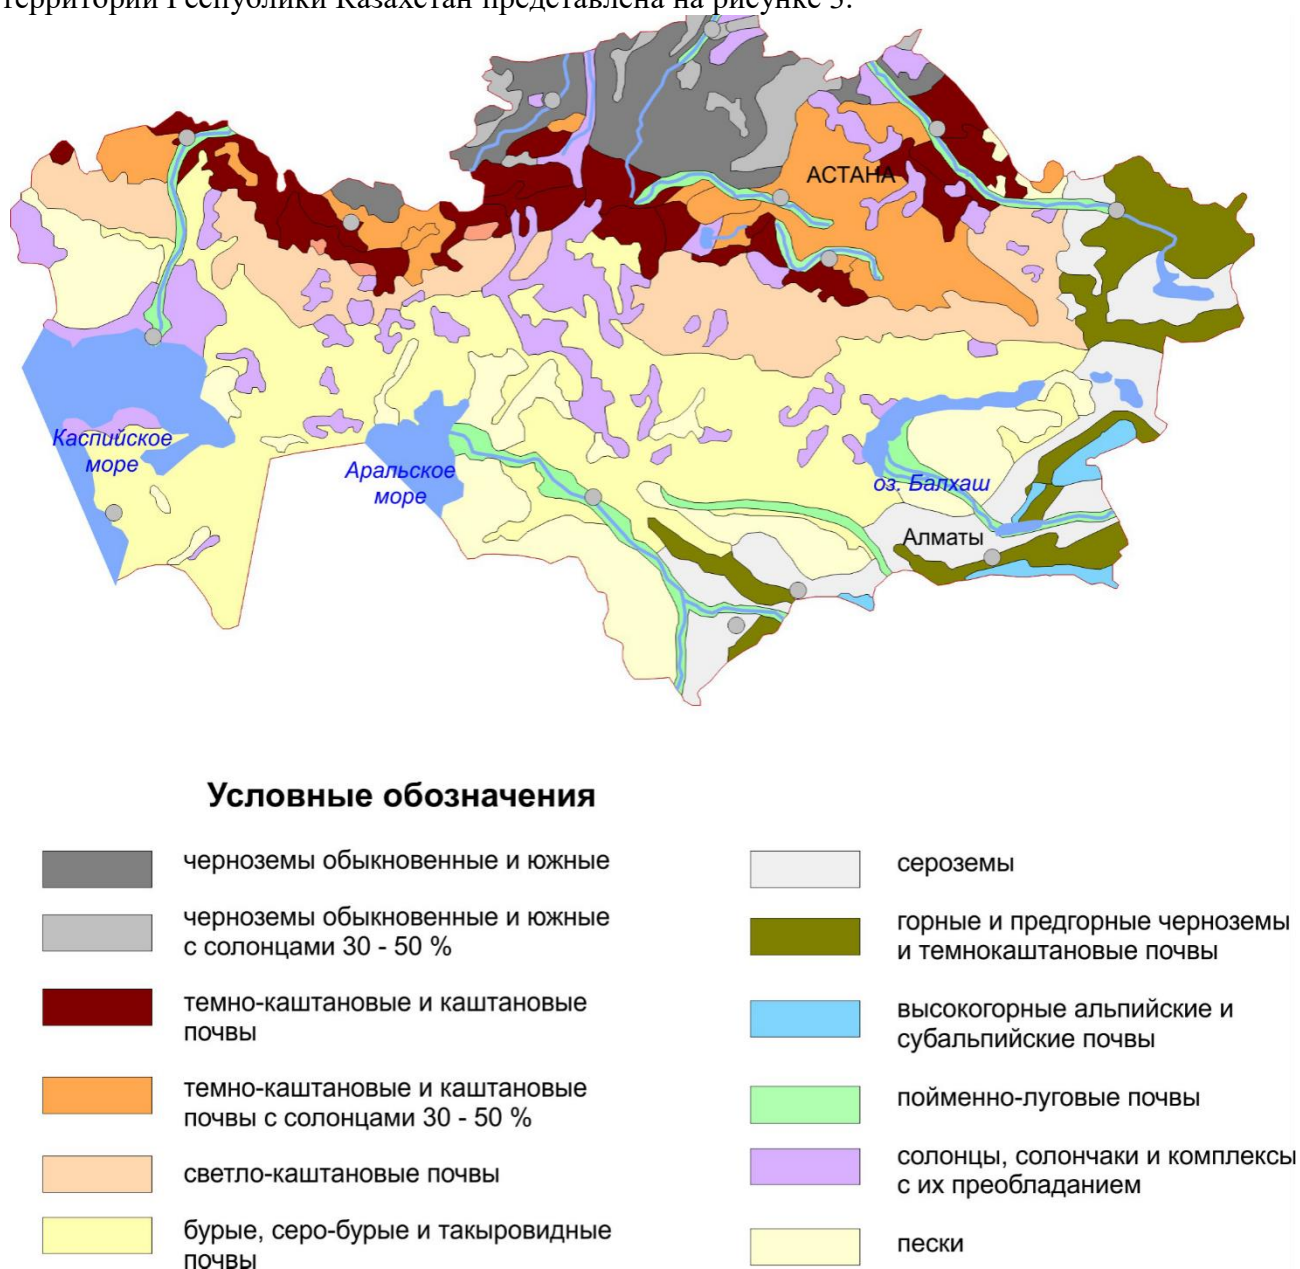 территории Республики Казахстан представлена на рисунке 3.
АСТАНА
Каспийское
море
Аральское
море
оз. Балхаш
Алматы
Условные обозначения
черноземы обыкновенные и южные
черноземы обыкновенные и южные
с солонцами 30 - 50 %
темно-каштановые и каштановые
почвы
темно-каштановые и каштановые
почвы с солонцами 30 - 50 %
светло-каштановые почвы
бурые, серо-бурые и такыровидные
почвы
сероземы
горные и предгорные черноземы
и темнокаштановые почвы
высокогорные альпийские и
субальпийские почвы
пойменно-луговые почвы
солонцы, солончаки и комплексы
с их преобладанием
пески